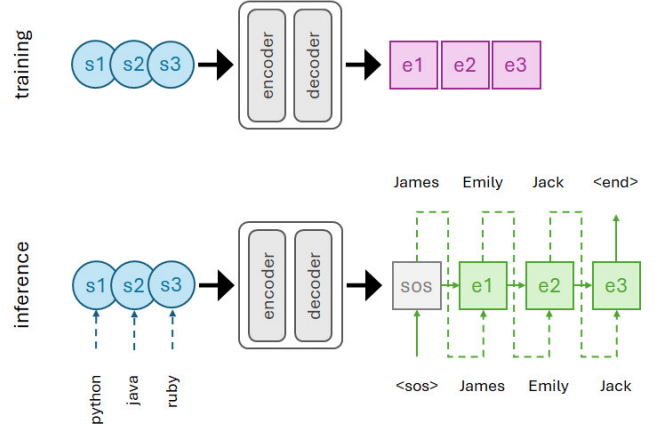 training
s1 s2 s3
encoder
decoder
e1 e2 e3
inference
s1 s2 s3
python
java
ruby
encoder
decoder
James Emily Jack <end>
sos e1 e2 e3
<sos> James Emily Jack